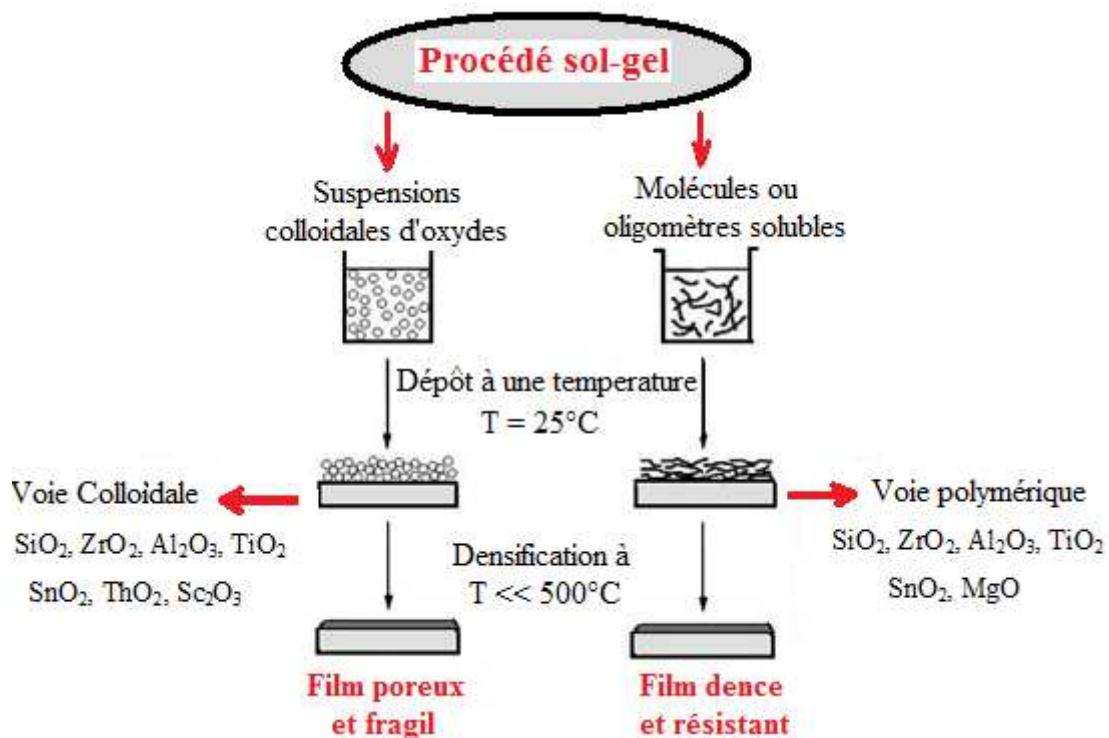 Procédé sol-gel
Suspensions
colloidales d'oxydes
Molécules ou
oligomètres solubles
Dépôt à une temperature
T = 25°C
Voie Colloidale
SiO₂, ZrO₂, Al₂O₃, TiO₂
SnO₂, ThO₂, Sc₂O₃
Voie polymérique
SiO₂, ZrO₂, Al₂O₃, TiO₂
SnO₂, MgO
Densification à
T << 500°C
Film poreux
et fragil
Film dence
et résistant